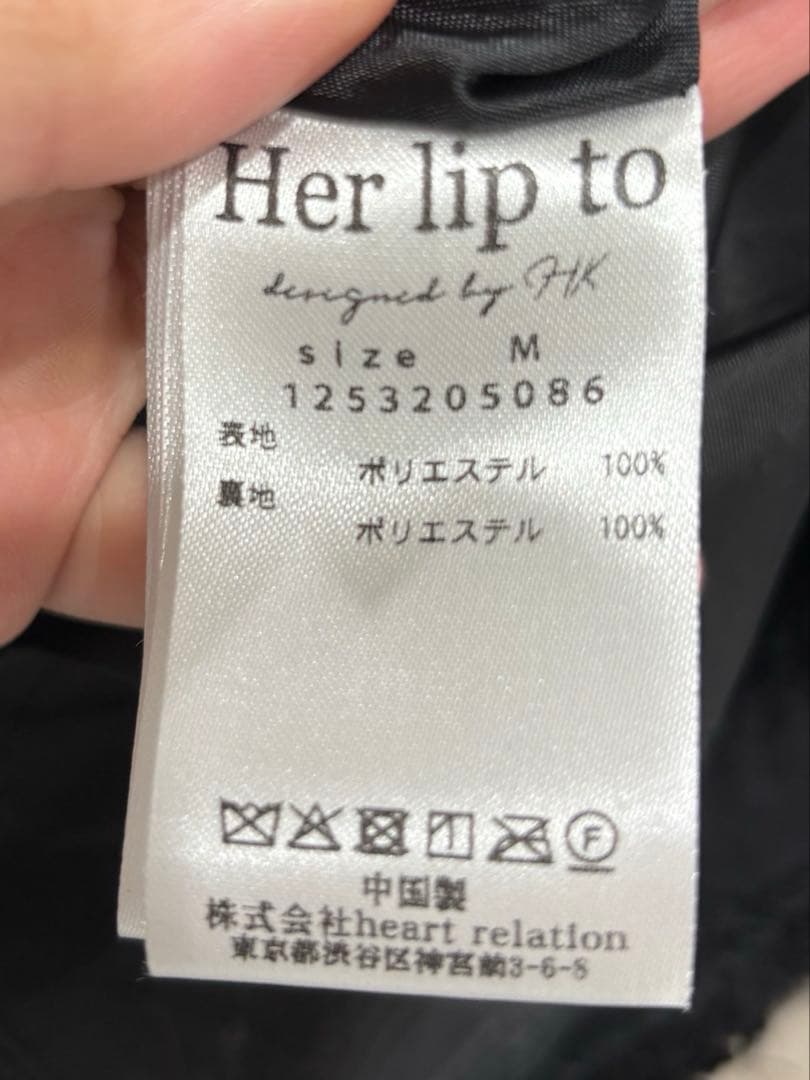 Her lip to
designed by HK
size M
1253205086
表地
ポリエステル 100%
裏地
ポリエステル 100%
F
中国製
株式会社heart relation
東京都渋谷区神宮前3-6-8